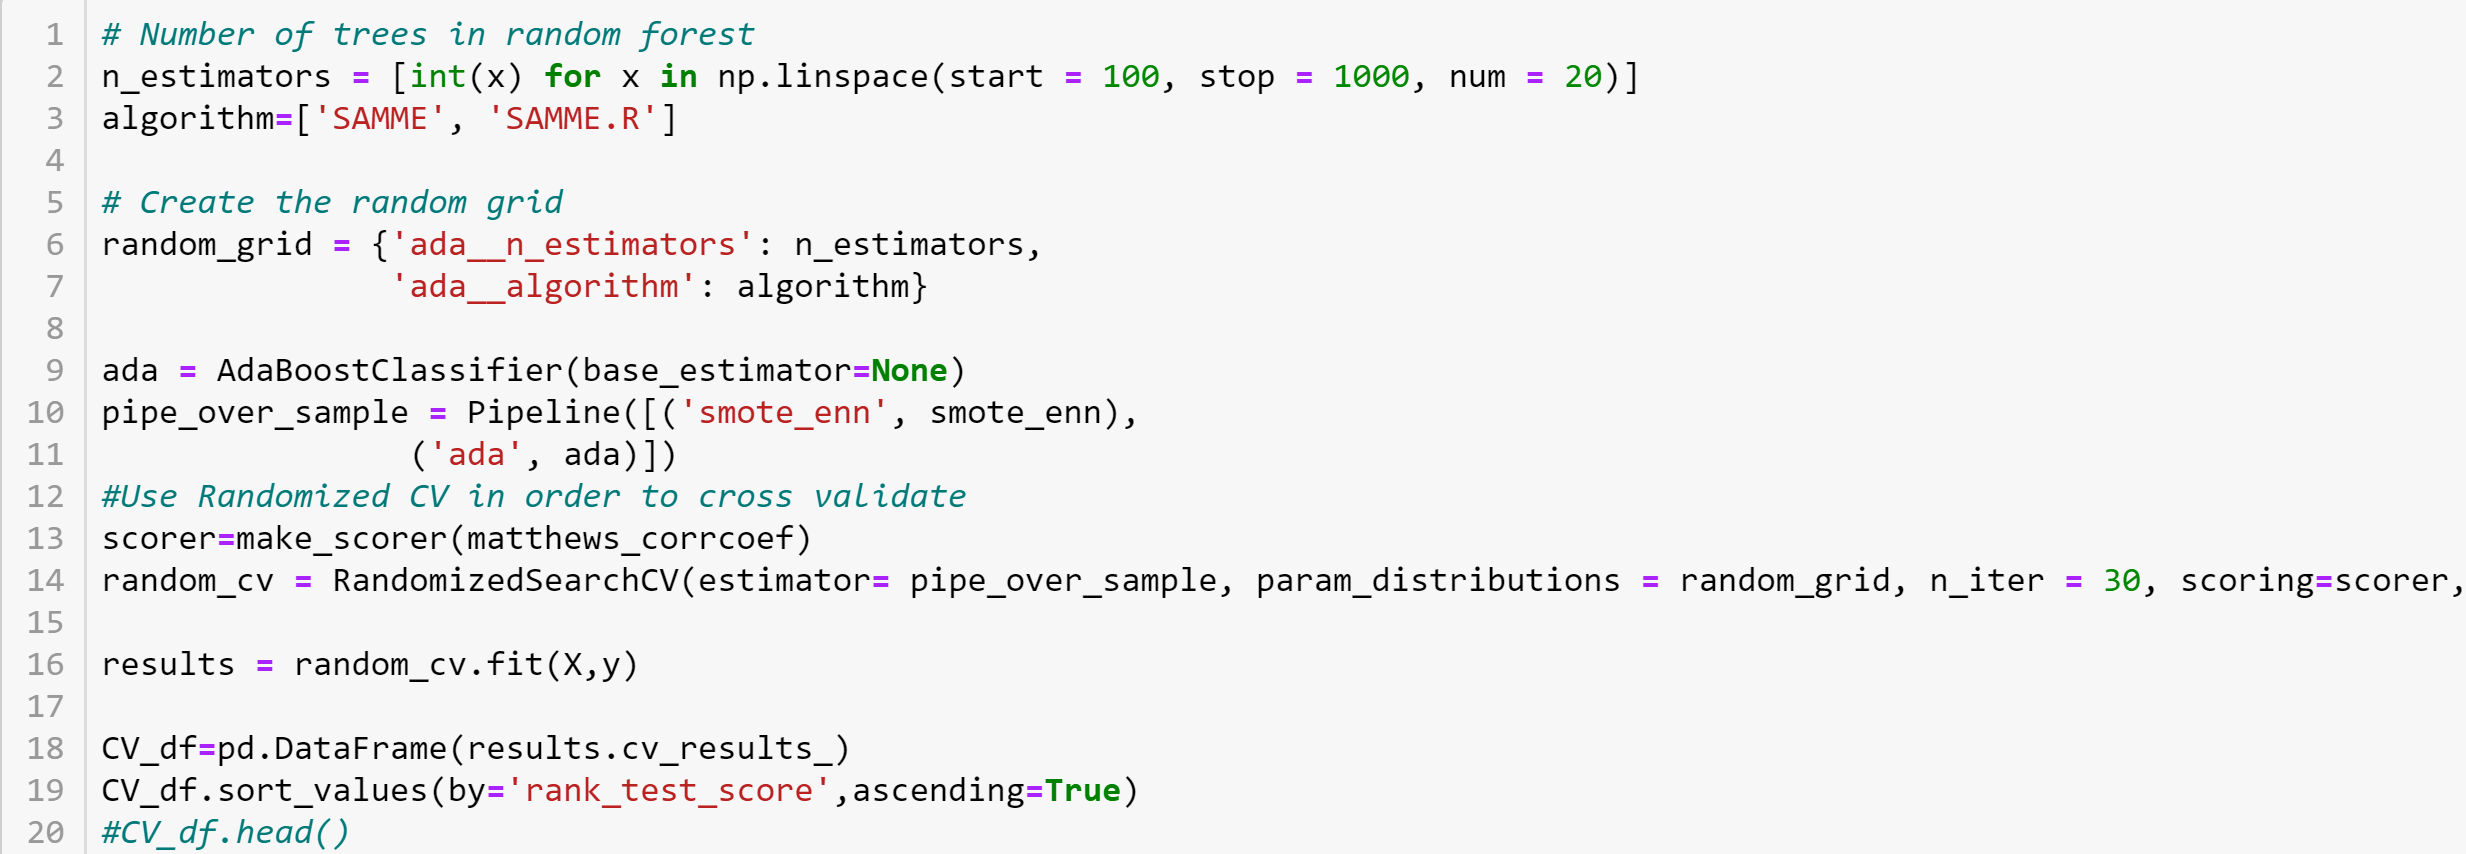 1 # Number of trees in random forest
2 n_estimators = [int(x) for x in np.linspace(start = 100, stop = 1000, num = 20)]
3 algorithm=['SAMME', 'SAMME.R']
4
5 # Create the random grid
6 random_grid = {'ada__n_estimators': n_estimators,
7                'ada__algorithm': algorithm}
8
9 ada = AdaBoostClassifier(base_estimator=None)
10 pipe_over_sample = Pipeline([('smote_enn', smote_enn),
11                 ('ada', ada)])
12 #Use Randomized CV in order to cross validate
13 scorer=make_scorer(matthews_corrcoef)
14 random_cv = RandomizedSearchCV(estimator= pipe_over_sample, param_distributions = random_grid, n_iter = 30, scoring=scorer,
15
16 results = random_cv.fit(X,y)
17
18 CV_df=pd.DataFrame(results.cv_results_)
19 CV_df.sort_values(by='rank_test_score',ascending=True)
20 #CV_df.head()